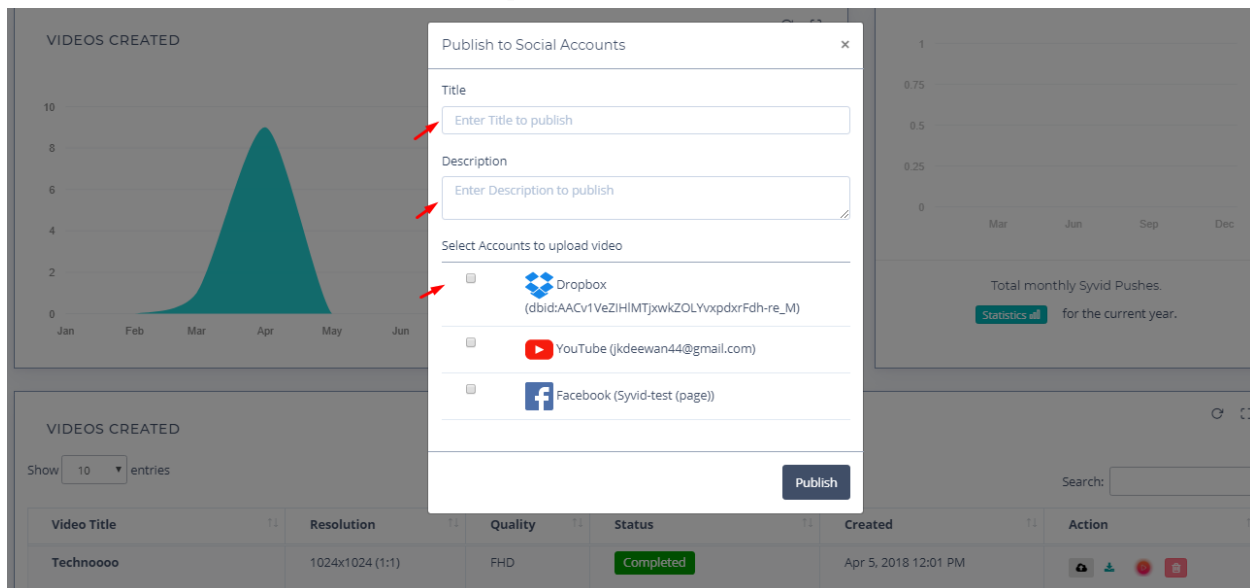 VIDEOS CREATED
10
8
6
4
2
0
Jan Feb Mar Apr May Jun
Publish to Social Accounts ×
Title
Enter Title to publish
Description
Enter Description to publish
Select Accounts to upload video
Dropbox
(dbid:AACv1VeZIHlMTjxwkZOLYvxpdxrFdh-re_M)
YouTube (jkdeewan44@gmail.com)
Facebook (Syvid-test (page))
Publish
1
0.75
0.5
0.25
0
Mar Jun Sep Dec
Total monthly Syvid Pushes.
Statistics for the current year.
VIDEOS CREATED
Show 10 entries
Search:
Video Title Resolution Quality Status Created Action
Technoooo 1024x1024 (1:1) FHD Completed Apr 5, 2018 12:01 PM